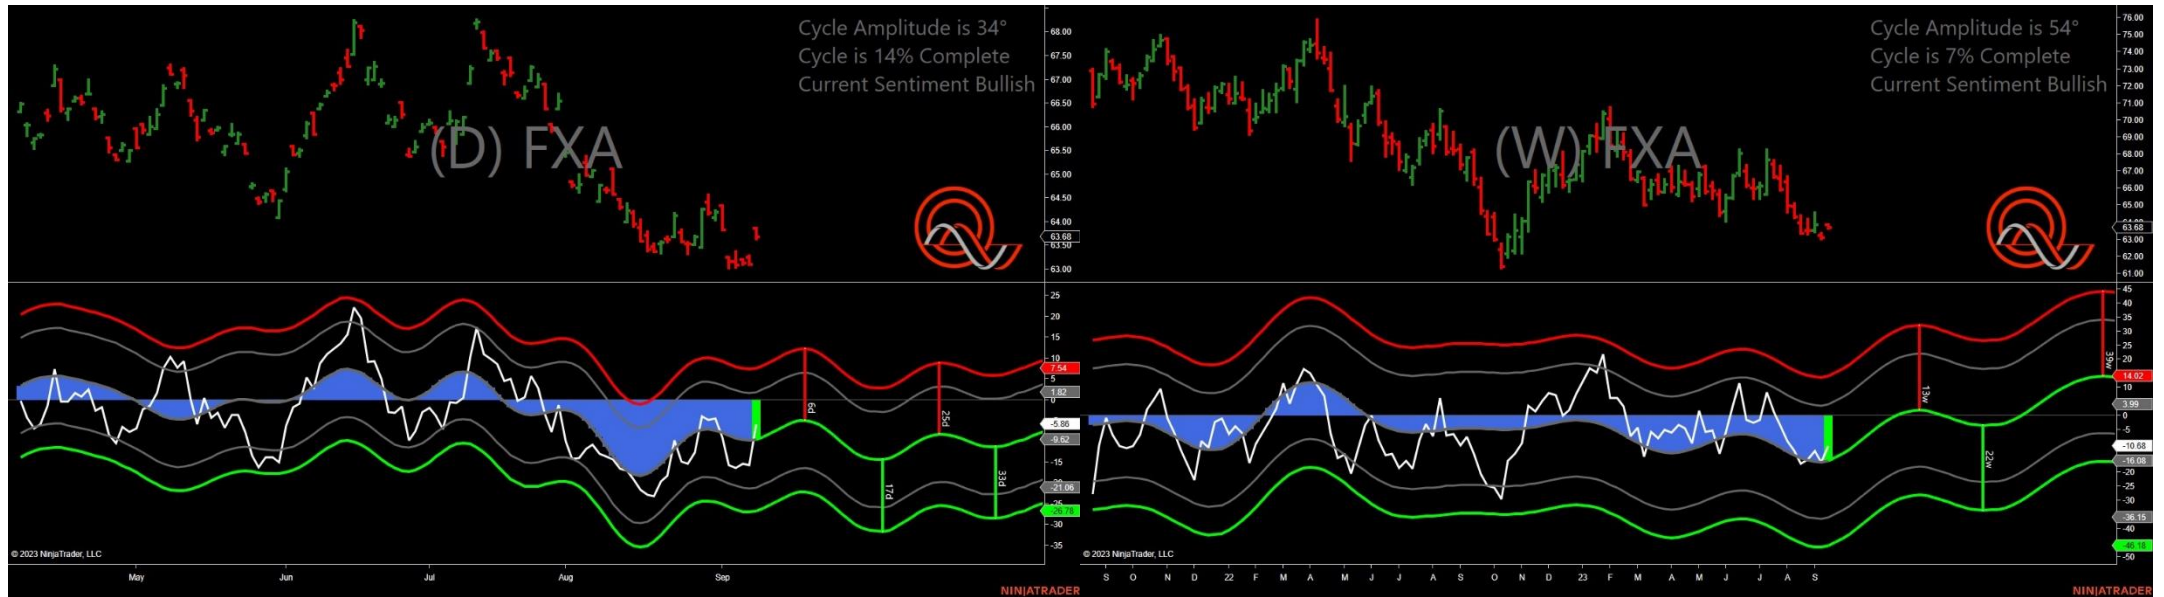 Cycle Amplitude is 34°
Cycle is 14% Complete
Current Sentiment Bullish
(D) FXA
68.00
67.50
67.00
66.50
66.00
65.50
65.00
64.50
64.00
63.68
63.50
63.00
25
20
15
10
7.54
5
1.82
0
-5.86
-9.62
-15
-21.06
-26.78
-30
-35
6d
25d
17d
33d
© 2023 NinjaTrader, LLC
May Jun Jul Aug Sep
NINJATRADER
Cycle Amplitude is 54°
Cycle is 7% Complete
Current Sentiment Bullish
(W) FXA
76.00
75.00
74.00
73.00
72.00
71.00
70.00
69.00
68.00
67.00
66.00
65.00
63.68
63.00
62.00
61.00
45
40
35
30
25
20
14.02
10
3.99
0
-5
-10.68
-16.08
-25
-30
-36.15
-40
-46.18
-50
13w
39w
22w
© 2023 NinjaTrader, LLC
S O N D 22 F M A M J J A S O N D 23 F M A M J J A S
NINJATRADER